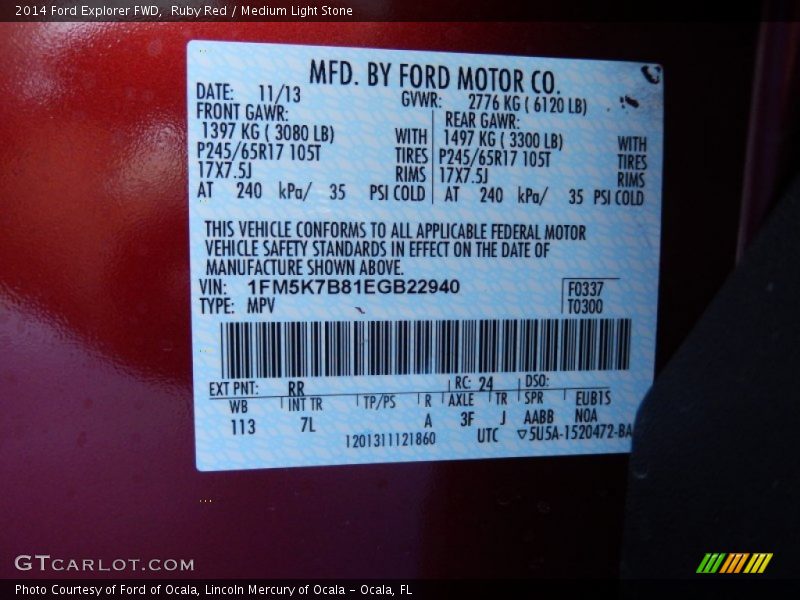 2014 Ford Explorer FWD,  Ruby Red / Medium Light Stone
MFD. BY FORD MOTOR CO.
DATE: 11/13 GVWR: 2776 KG ( 6120 LB)
FRONT GAWR: REAR GAWR:
1397 KG ( 3080 LB) WITH 1497 KG ( 3300 LB) WITH
P245/65R17 105T TIRES P245/65R17 105T TIRES
17X7.5J RIMS 17X7.5J RIMS
AT 240 kPa/ 35 PSI COLD AT 240 kPa/ 35 PSI COLD
THIS VEHICLE CONFORMS TO ALL APPLICABLE FEDERAL MOTOR
VEHICLE SAFETY STANDARDS IN EFFECT ON THE DATE OF
MANUFACTURE SHOWN ABOVE.
VIN: 1FM5K7B81EGB22940 F0337
TYPE: MPV T0300
EXT PNT: RR RC: 24 DSO:
WB INT TR TP/PS R AXLE TR SPR EUB1S
113 7L A 3F J AABB NOA
1201311121860 UTC ▽5U5A-1520472-BA
GTCARLOT.COM
Photo Courtesy of Ford of Ocala, Lincoln Mercury of Ocala - Ocala, FL